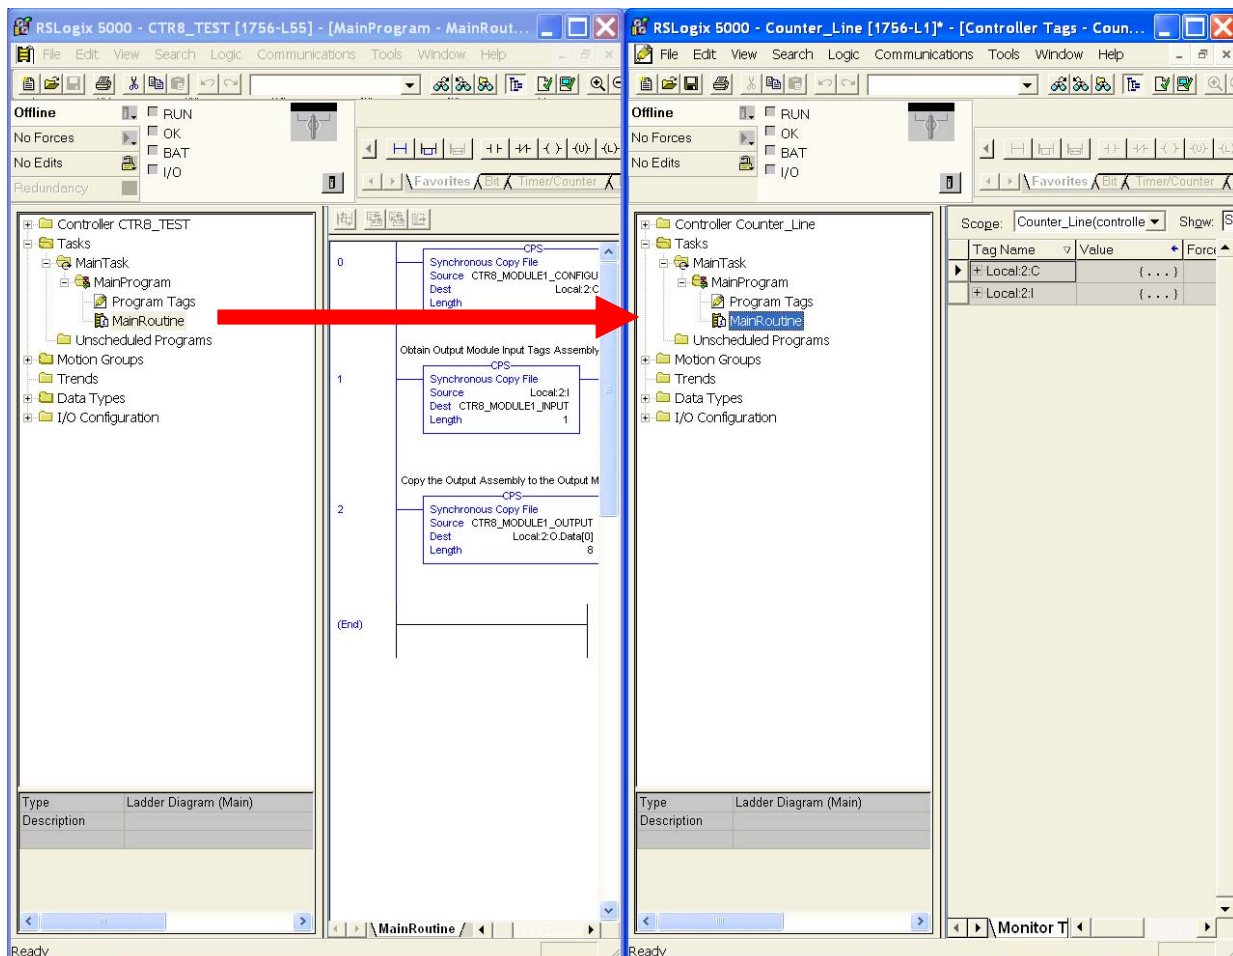 RSLogix 5000 - CTR8_TEST [1756-L55] - [MainProgram - MainRout...
File Edit View Search Logic Communications Tools Window Help
Offline
RUN
No Forces
OK
No Edits
BAT
Redundancy
I/O
Favorites Bit Timer/Counter
Controller CTR8_TEST
Tasks
MainTask
MainProgram
Program Tags
MainRoutine
Unscheduled Programs
Motion Groups
Trends
Data Types
I/O Configuration
Type Ladder Diagram (Main)
Description
0
CPS
Synchronous Copy File
Source CTR8_MODULE1_CONFIGU
Dest Local:2:C
Length
Obtain Output Module Input Tags Assembly
1
CPS
Synchronous Copy File
Source Local:2:I
Dest CTR8_MODULE1_INPUT
Length 1
Copy the Output Assembly to the Output M
2
CPS
Synchronous Copy File
Source CTR8_MODULE1_OUTPUT
Dest Local:2:O.Data[0]
Length 8
(End)
MainRoutine
Ready
RSLogix 5000 - Counter_Line [1756-L1]* - [Controller Tags - Coun...
File Edit View Search Logic Communications Tools Window Help
Offline
RUN
No Forces
OK
No Edits
BAT
I/O
Favorites Bit Timer/Counter
Controller Counter_Line
Tasks
MainTask
MainProgram
Program Tags
MainRoutine
Unscheduled Programs
Motion Groups
Trends
Data Types
I/O Configuration
Type Ladder Diagram (Main)
Description
Scope: Counter_Line(controlle Show: S
Tag Name Value Force
Local:2:C {...}
Local:2:I {...}
Monitor T
Ready